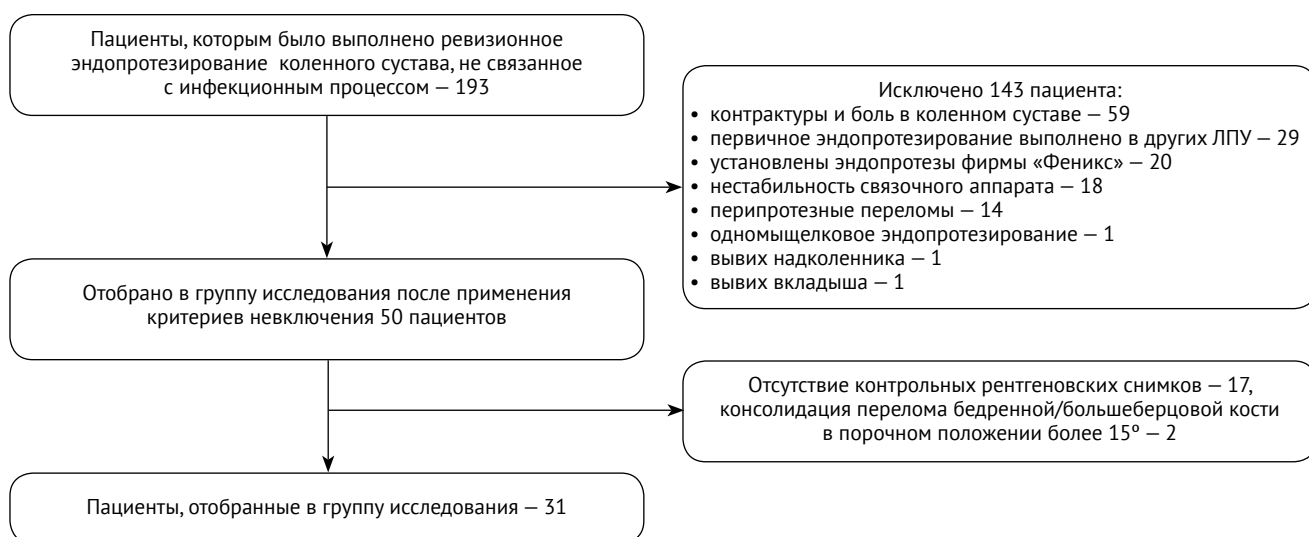 Пациенты, которым было выполнено ревизионное
эндопротезирование коленного сустава, не связанное
с инфекционным процессом — 193
Исключено 143 пациента:
• контрактуры и боль в коленном суставе — 59
• первичное эндопротезирование выполнено в других ЛПУ — 29
• установлены эндопротезы фирмы «Феникс» — 20
• нестабильность связочного аппарата — 18
• перипротезные переломы — 14
• одномыщелковое эндопротезирование — 1
• вывих надколенника — 1
• вывих вкладыша — 1
Отобрано в группу исследования после применения
критериев невключения 50 пациентов
Отсутствие контрольных рентгеновских снимков — 17,
консолидация перелома бедренной/большеберцовой кости
в порочном положении более 15º — 2
Пациенты, отобранные в группу исследования — 31